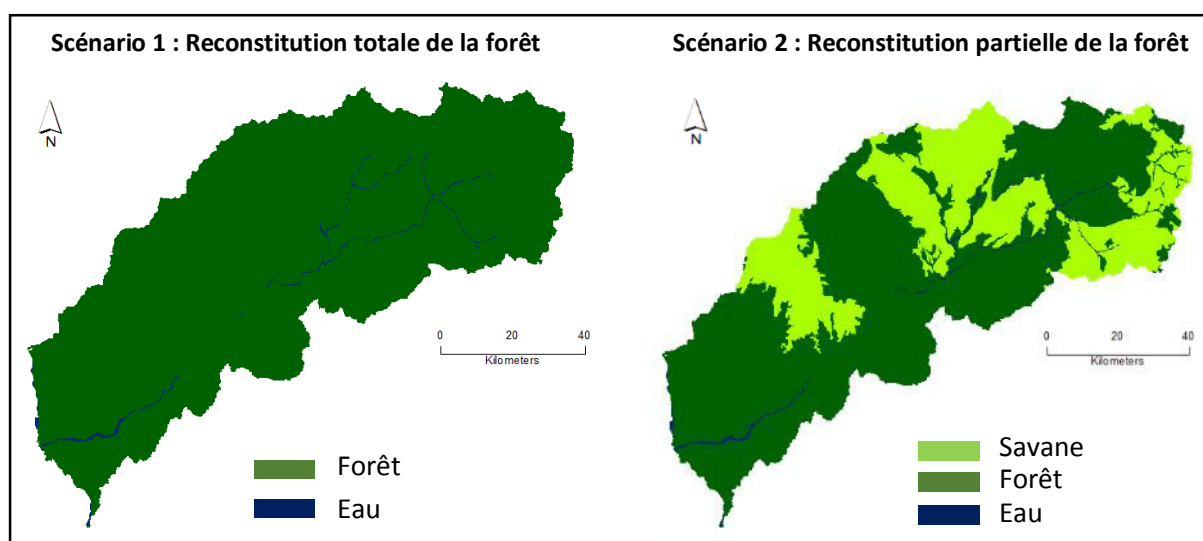 Scénario 1 : Reconstitution totale de la forêt
N
0 20 40
Kilometers
Forêt
Eau
Scénario 2 : Reconstitution partielle de la forêt
N
0 20 40
Kilometers
Savane
Forêt
Eau